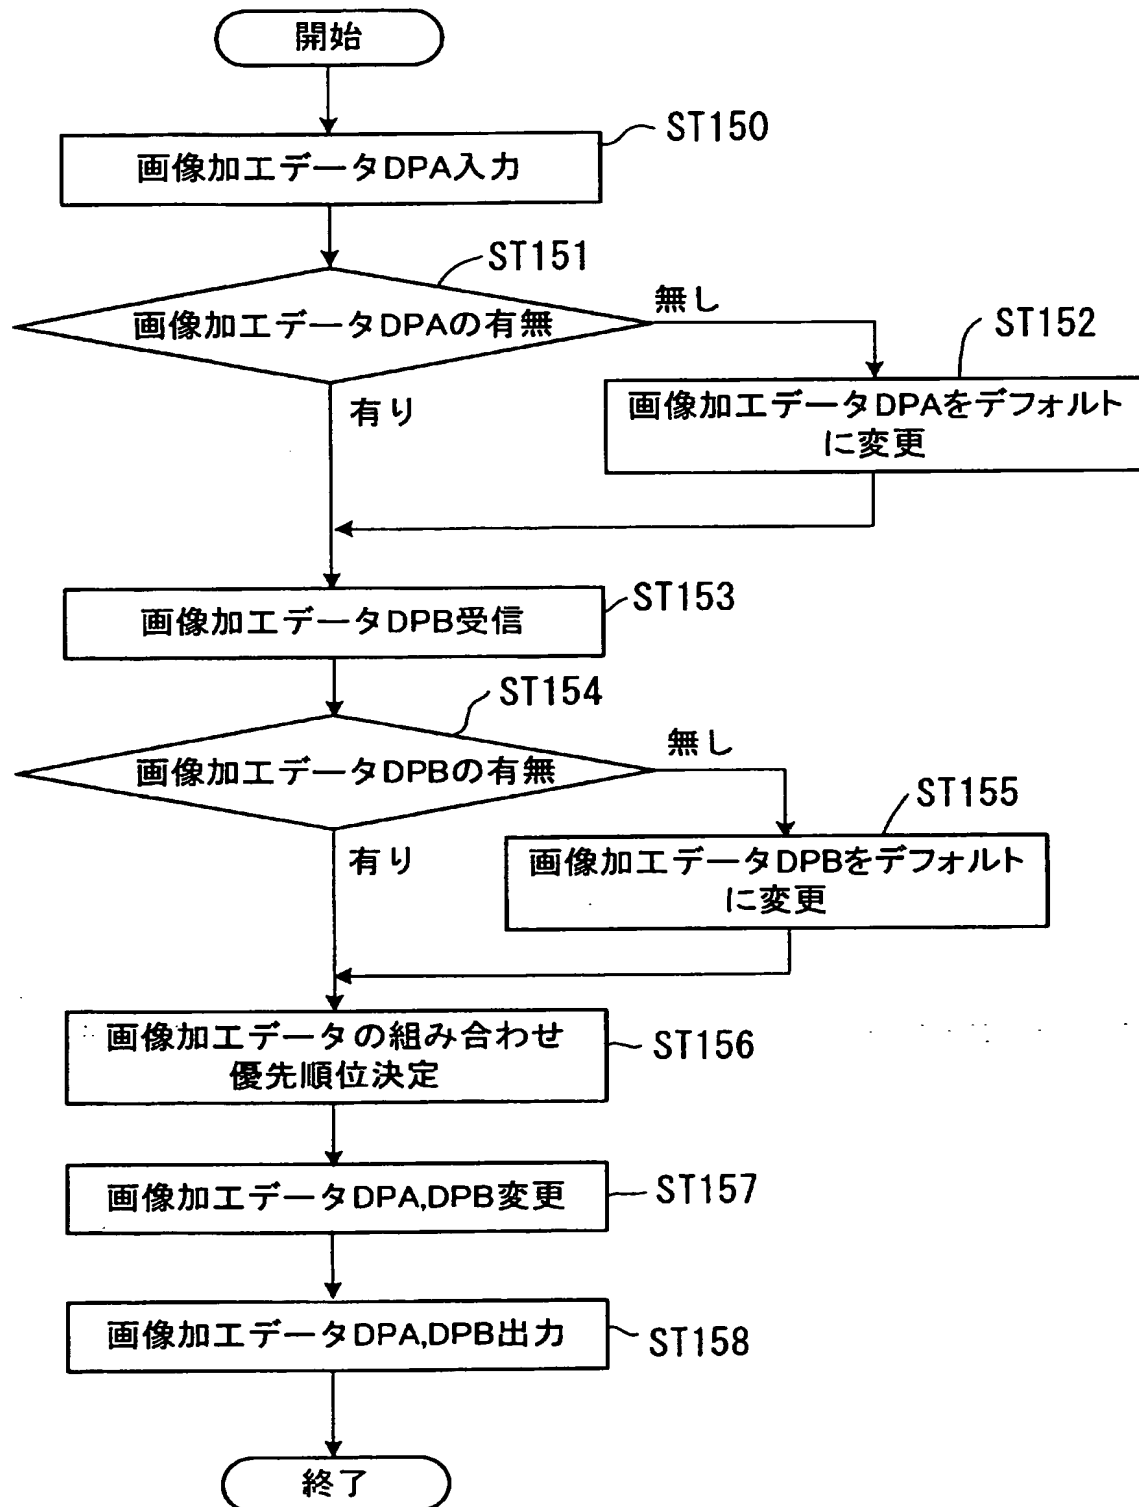 開始
ST150
画像加工データDPA入力
ST151
画像加工データDPAの有無
無し
ST152
有り
画像加工データDPAをデフォルト
に変更
ST153
画像加工データDPB受信
ST154
画像加工データDPBの有無
無し
ST155
有り
画像加工データDPBをデフォルト
に変更
画像加工データの組み合わせ
優先順位決定
ST156
画像加工データDPA,DPB変更
ST157
画像加工データDPA,DPB出力
ST158
終了